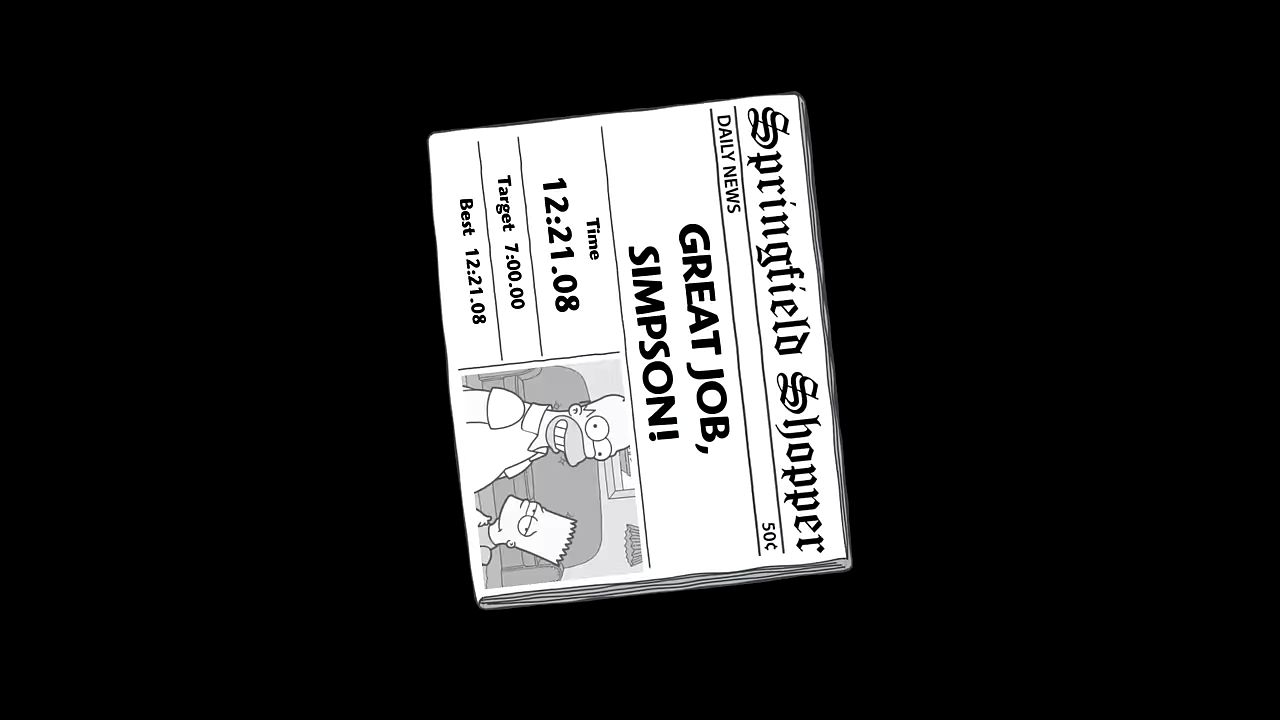 Springfield Shopper
DAILY NEWS 50¢
GREAT JOB,
SIMPSON!
Time
12:21.08
Target 7:00.00
Best 12:21.08